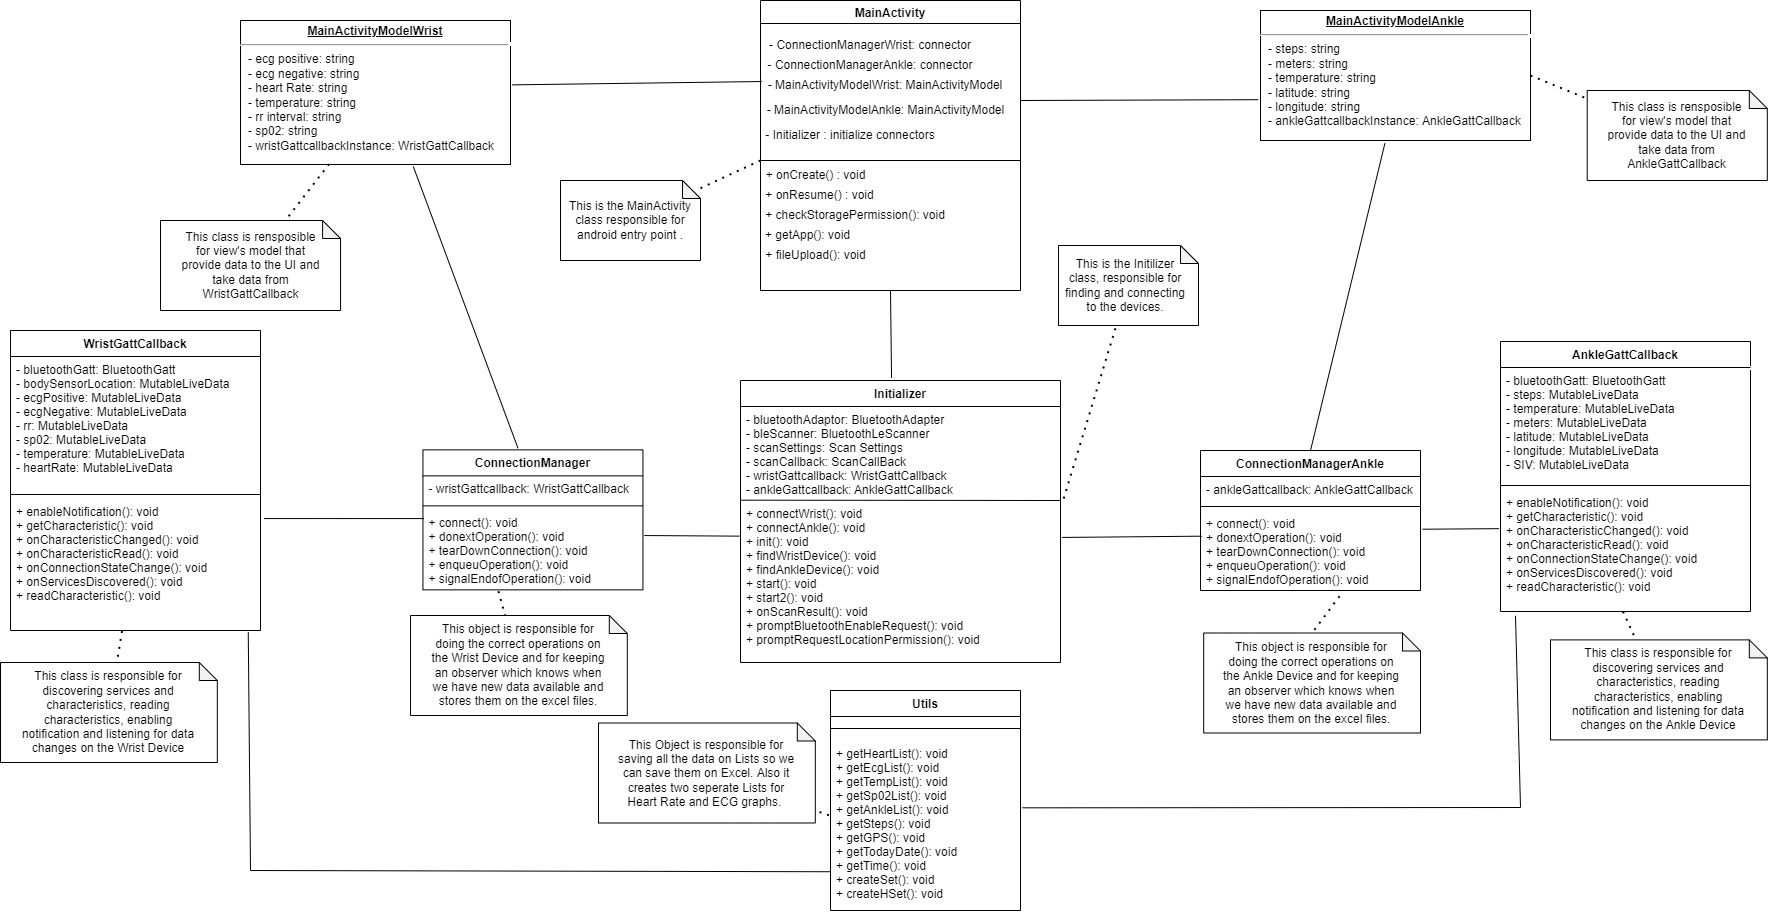 MainActivityModelWrist
- ecg positive: string
- ecg negative: string
- heart Rate: string
- temperature: string
- rr interval: string
- sp02: string
- wristGattcallbackInstance: WristGattCallback
MainActivity
- ConnectionManagerWrist: connector
- ConnectionManagerAnkle: connector
- MainActivityModelWrist: MainActivityModel
- MainActivityModelAnkle: MainActivityModel
- Initializer : initialize connectors
+ onCreate() : void
+ onResume() : void
+ checkStoragePermission(): void
+ getApp(): void
+ fileUpload(): void
MainActivityModelAnkle
- steps: string
- meters: string
- temperature: string
- latitude: string
- longitude: string
- ankleGattcallbackInstance: AnkleGattCallback
This class is rensposible
for view's model that
provide data to the UI and
take data from
AnkleGattCallback
This is the MainActivity
class responsible for
android entry point .
This class is rensposible
for view's model that
provide data to the UI and
take data from
WristGattCallback
This is the Initilizer
class, responsible for
finding and connecting
to the devices.
WristGattCallback
- bluetoothGatt: BluetoothGatt
- bodySensorLocation: MutableLiveData
- ecgPositive: MutableLiveData
- ecgNegative: MutableLiveData
- rr: MutableLiveData
- sp02: MutableLiveData
- temperature: MutableLiveData
- heartRate: MutableLiveData
+ enableNotification(): void
+ getCharacteristic(): void
+ onCharacteristicChanged(): void
+ onCharacteristicRead(): void
+ onConnectionStateChange(): void
+ onServicesDiscovered(): void
+ readCharacteristic(): void
ConnectionManager
- wristGattcallback: WristGattCallback
+ connect(): void
+ donextOperation(): void
+ tearDownConnection(): void
+ enqueuOperation(): void
+ signalEndofOperation(): void
Initializer
- bluetoothAdaptor: BluetoothAdapter
- bleScanner: BluetoothLeScanner
- scanSettings: Scan Settings
- scanCallback: ScanCallBack
- wristGattcallback: WristGattCallback
- ankleGattcallback: AnkleGattCallback
+ connectWrist(): void
+ connectAnkle(): void
+ init(): void
+ findWristDevice(): void
+ findAnkleDevice(): void
+ start(): void
+ start2(): void
+ onScanResult(): void
+ promptBluetoothEnableRequest(): void
+ promptRequestLocationPermission(): void
ConnectionManagerAnkle
- ankleGattcallback: AnkleGattCallback
+ connect(): void
+ donextOperation(): void
+ tearDownConnection(): void
+ enqueuOperation(): void
+ signalEndofOperation(): void
AnkleGattCallback
- bluetoothGatt: BluetoothGatt
- steps: MutableLiveData
- temperature: MutableLiveData
- meters: MutableLiveData
- latitude: MutableLiveData
- longitude: MutableLiveData
- SIV: MutableLiveData
+ enableNotification(): void
+ getCharacteristic(): void
+ onCharacteristicChanged(): void
+ onCharacteristicRead(): void
+ onConnectionStateChange(): void
+ onServicesDiscovered(): void
+ readCharacteristic(): void
This class is responsible for
discovering services and
characteristics, reading
characteristics, enabling
notification and listening for data
changes on the Wrist Device
This object is responsible for
doing the correct operations on
the Wrist Device and for keeping
an observer which knows when
we have new data available and
stores them on the excel files.
This object is responsible for
doing the correct operations on
the Ankle Device and for keeping
an observer which knows when
we have new data available and
stores them on the excel files.
This class is responsible for
discovering services and
characteristics, reading
characteristics, enabling
notification and listening for data
changes on the Ankle Device
This Object is responsible for
saving all the data on Lists so we
can save them on Excel. Also it
creates two seperate Lists for
Heart Rate and ECG graphs.
Utils
+ getHeartList(): void
+ getEcgList(): void
+ getTempList(): void
+ getSp02List(): void
+ getAnkleList(): void
+ getSteps(): void
+ getGPS(): void
+ getTodayDate(): void
+ getTime(): void
+ createSet(): void
+ createHSet(): void